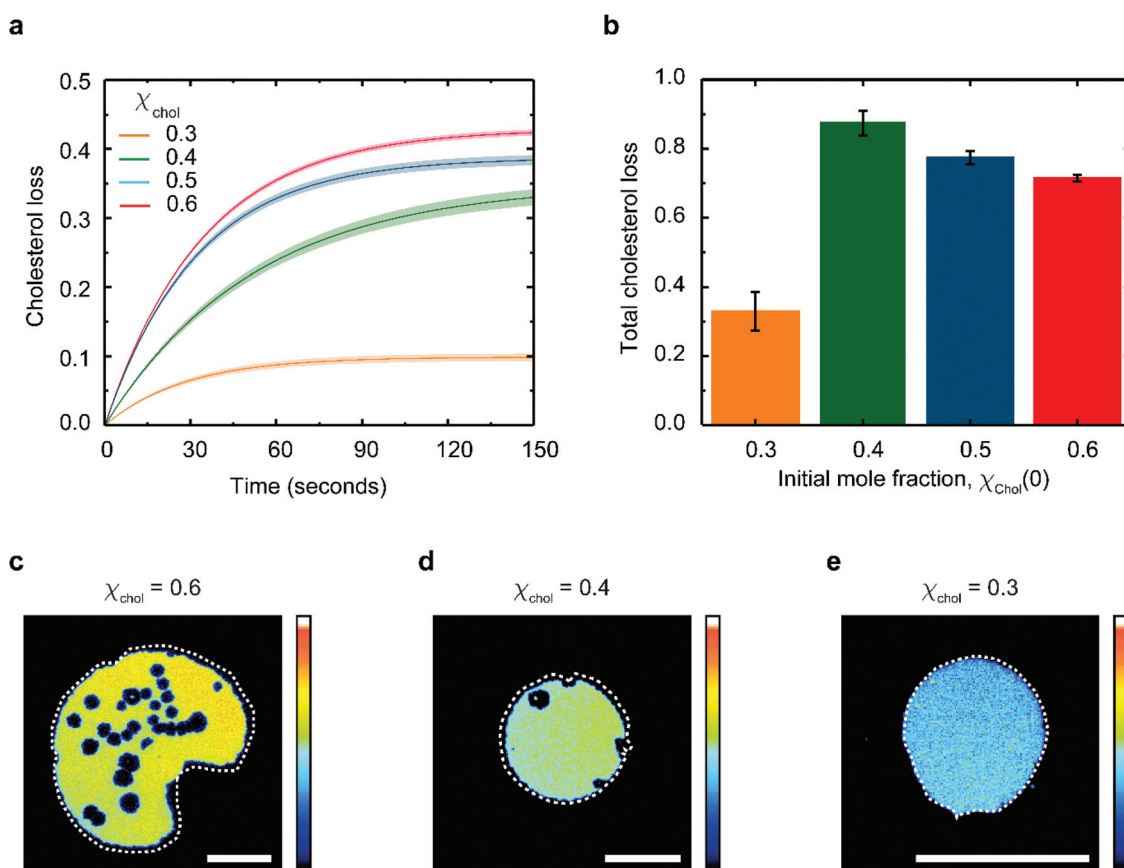 a
0.5
0.4
0.3
0.2
0.1
0.0
Cholesterol loss
χchol
0.3
0.4
0.5
0.6
0 30 60 90 120 150
Time (seconds)
b
1.0
0.8
0.6
0.4
0.2
0.0
Total cholesterol loss
0.3 0.4 0.5 0.6
Initial mole fraction, χChol(0)
c
χchol = 0.6
d
χchol = 0.4
e
χchol = 0.3